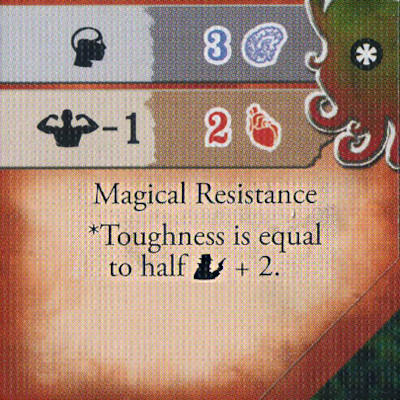 3
*
-1 2
Magical Resistance
*Toughness is equal
to half + 2.